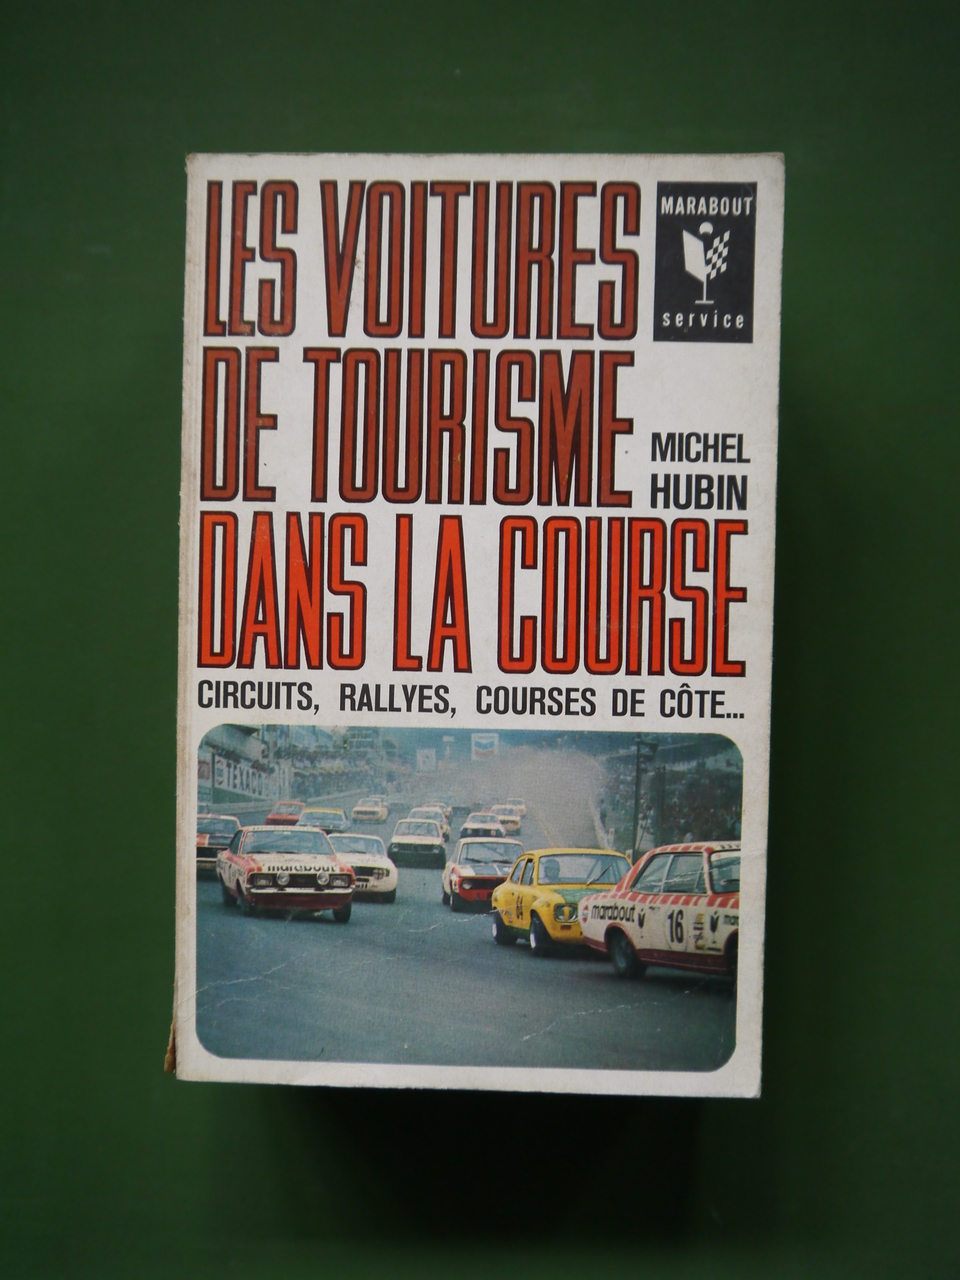 LES VOITURES
DE TOURISME
DANS LA COURSE
MARABOUT
service
MICHEL
HUBIN
CIRCUITS, RALLYES, COURSES DE CÔTE...
TEXACO
marabout
64
marabout
16